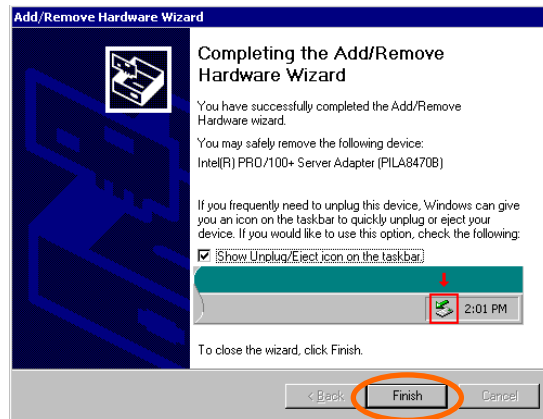 Add/Remove Hardware Wizard
Completing the Add/Remove
Hardware Wizard
You have successfully completed the Add/Remove
Hardware wizard.
You may safely remove the following device:
Intel(R) PRO/100+ Server Adapter (PILA8470B)
If you frequently need to unplug this device, Windows can give
you an icon on the taskbar to quickly unplug or eject your
device. If you would like to use this option, check the following:
Show Unplug/Eject icon on the taskbar.
2:01 PM
To close the wizard, click Finish.
< Back Finish Cancel